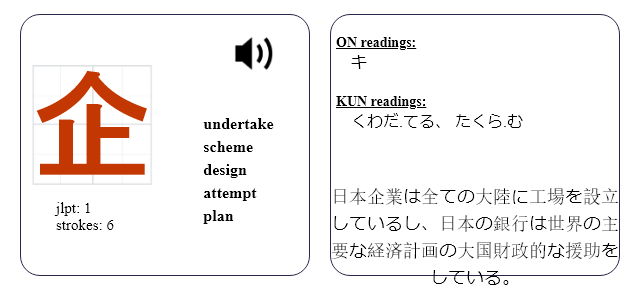 企
undertake
scheme
design
attempt
plan
jlpt: 1
strokes: 6
ON readings:
キ
KUN readings:
くわだ.てる、 たくら.む
日本企業は全ての大陸に工場を設立
しているし、日本の銀行は世界の主
要な経済計画の大国財政的な援助を
している。